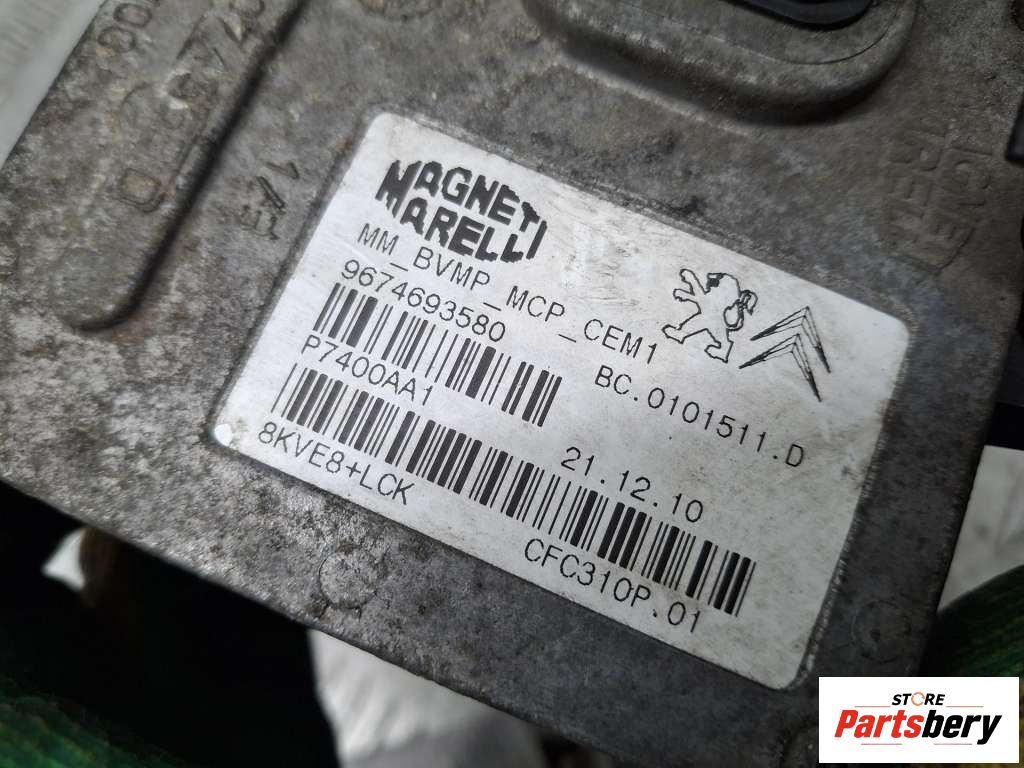 MAGNETI
MARELLI
MM_BVMP_MCP_CEM1
9674693580
BC.0101511.D
P7400AA1
21.12.10
8KVE8+LCK
CFC310P.01
STORE
Partsbery